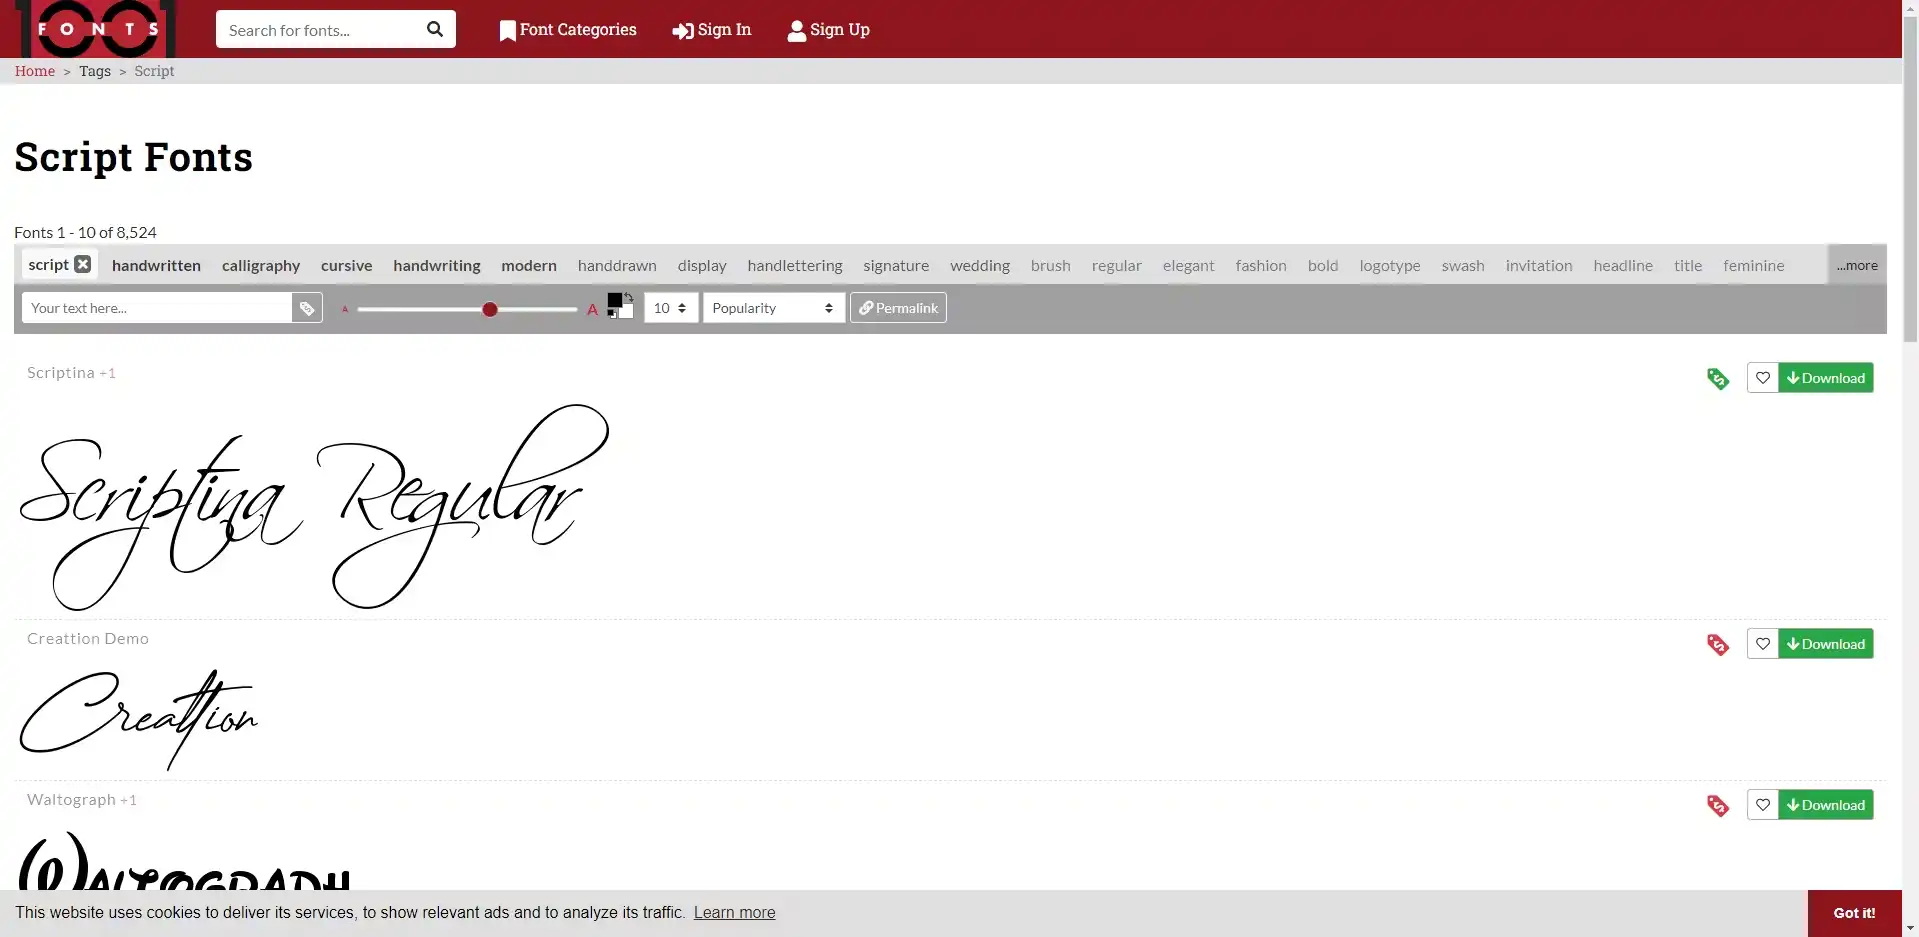 1001 FONTS
Search for fonts... Font Categories Sign In Sign Up
Home > Tags > Script
Script Fonts
Fonts 1 - 10 of 8,524
script handwritten calligraphy cursive handwriting modern handdrawn display handlettering signature wedding brush regular elegant fashion bold logotype swash invitation headline title feminine ...more
Your text here... A A 10 Popularity Permalink
Scriptina +1 Download
Scriptina Regular
Creattion Demo Download
Creattion
Waltograph +1 Download
Waltograph
This website uses cookies to deliver its services, to show relevant ads and to analyze its traffic. Learn more Got it!